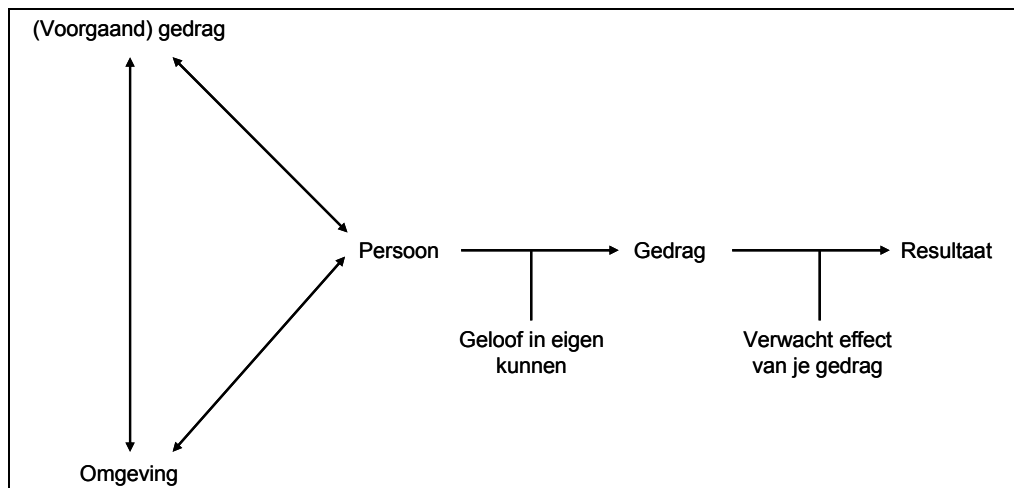 (Voorgaand) gedrag
Persoon
Gedrag
Resultaat
Geloof in eigen
kunnen
Verwacht effect
van je gedrag
Omgeving